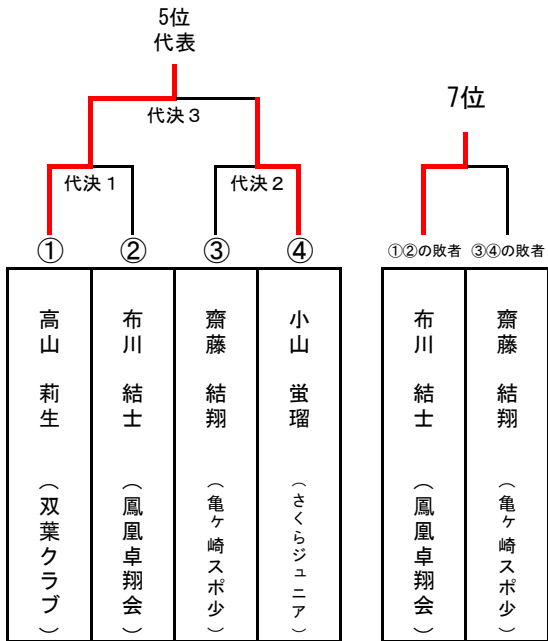 5位
代表
7位
代決3
代決1
代決2
①
②
③
④
①②の敗者
③④の敗者
高山 莉生 （双葉クラブ）
布川 結士 （鳳凰卓翔会）
齋藤 結翔 （亀ヶ崎スポ少）
小山 蛍瑠 （さくらジュニア）
布川 結士 （鳳凰卓翔会）
齋藤 結翔 （亀ヶ崎スポ少）